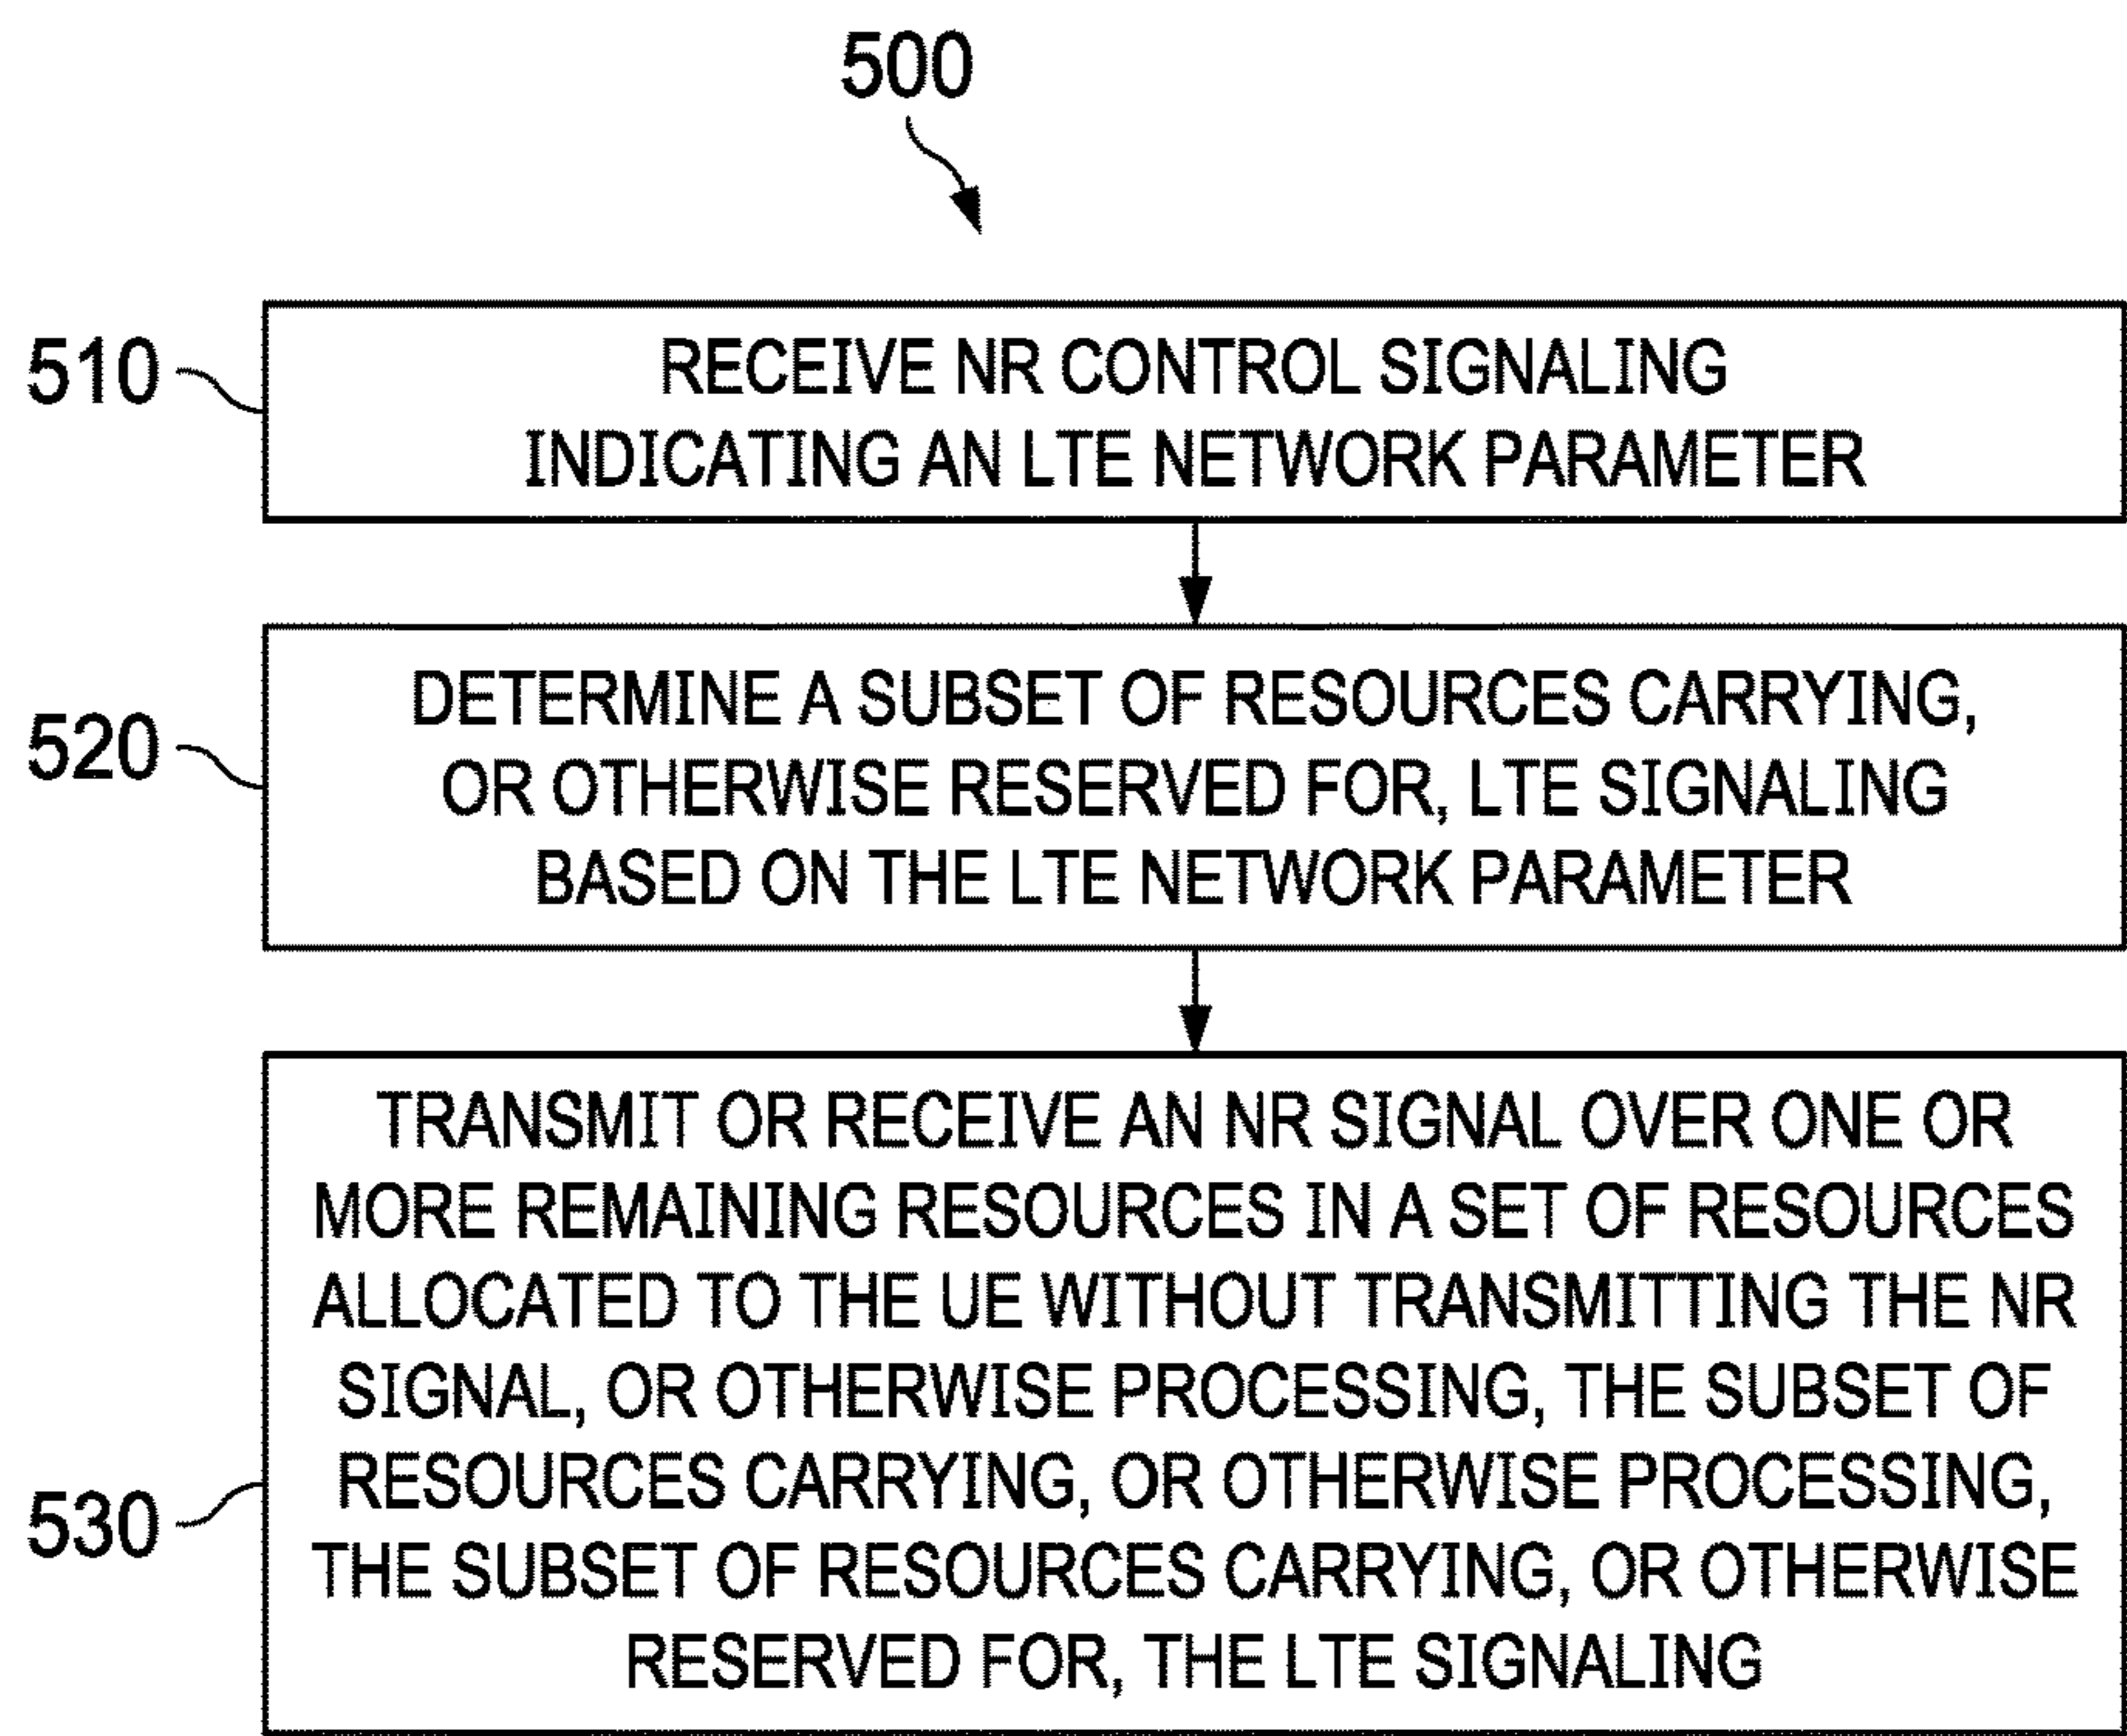 500
510
RECEIVE NR CONTROL SIGNALING
INDICATING AN LTE NETWORK PARAMETER
520
DETERMINE A SUBSET OF RESOURCES CARRYING,
OR OTHERWISE RESERVED FOR, LTE SIGNALING
BASED ON THE LTE NETWORK PARAMETER
530
TRANSMIT OR RECEIVE AN NR SIGNAL OVER ONE OR
MORE REMAINING RESOURCES IN A SET OF RESOURCES
ALLOCATED TO THE UE WITHOUT TRANSMITTING THE NR
SIGNAL, OR OTHERWISE PROCESSING, THE SUBSET OF
RESOURCES CARRYING, OR OTHERWISE PROCESSING,
THE SUBSET OF RESOURCES CARRYING, OR OTHERWISE
RESERVED FOR, THE LTE SIGNALING